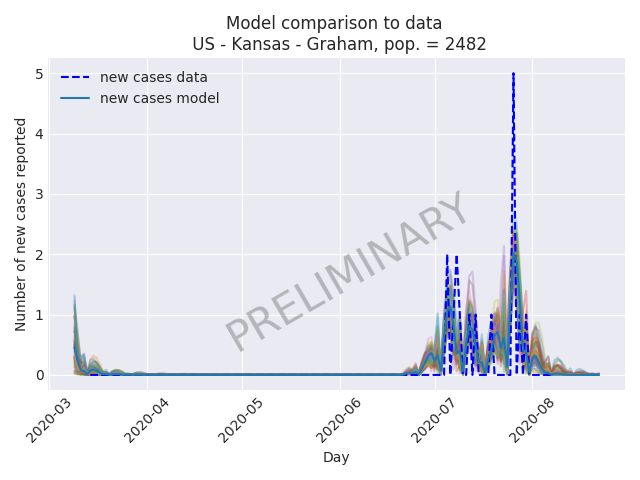 Model comparison to data
US - Kansas - Graham, pop. = 2482
new cases data
new cases model
Number of new cases reported
5
4
3
2
1
0
PRELIMINARY
2020-03
2020-04
2020-05
2020-06
2020-07
2020-08
Day